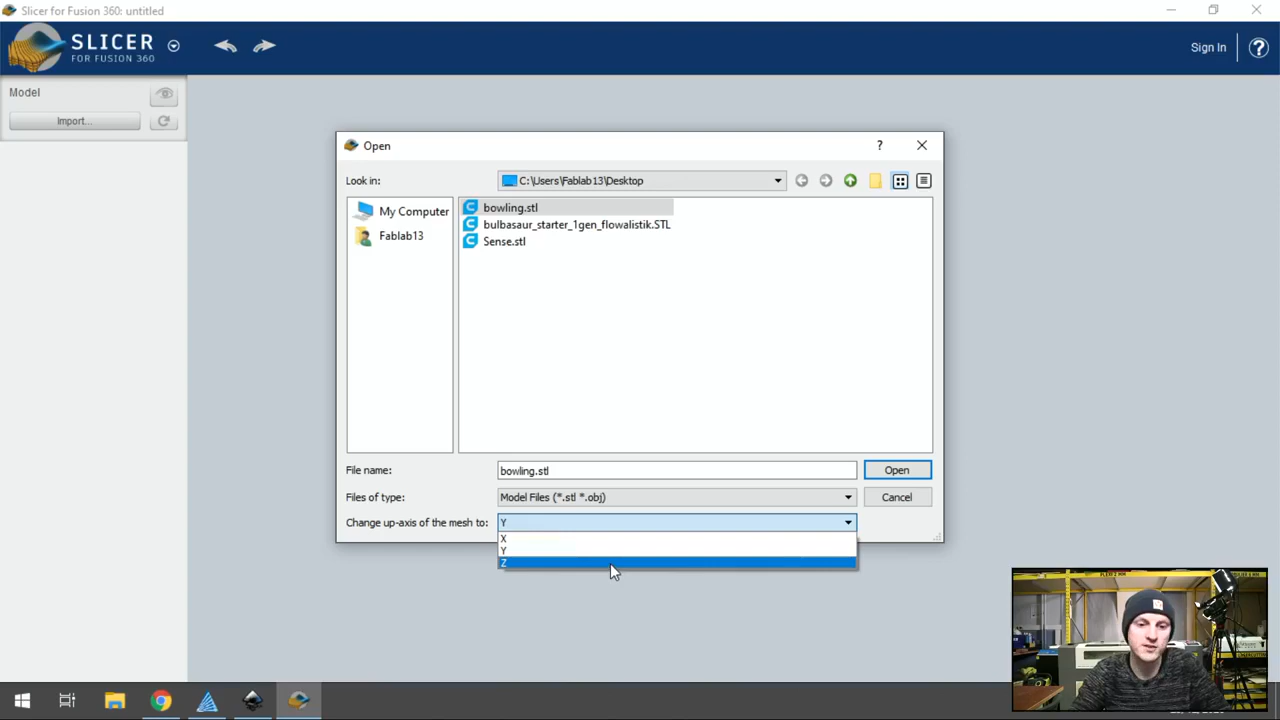 Slicer for Fusion 360: untitled
SLICER
FOR FUSION 360
Sign In
?
Model
Import...
Open
?
Look in:
C:\Users\Fablab13\Desktop
My Computer
Fablab13
bowling.stl
bulbasaur_starter_1gen_flowalistik.STL
Sense.stl
File name:
bowling.stl
Open
Files of type:
Model Files (*.stl *.obj)
Cancel
Change up-axis of the mesh to:
Y
X
Y
Z